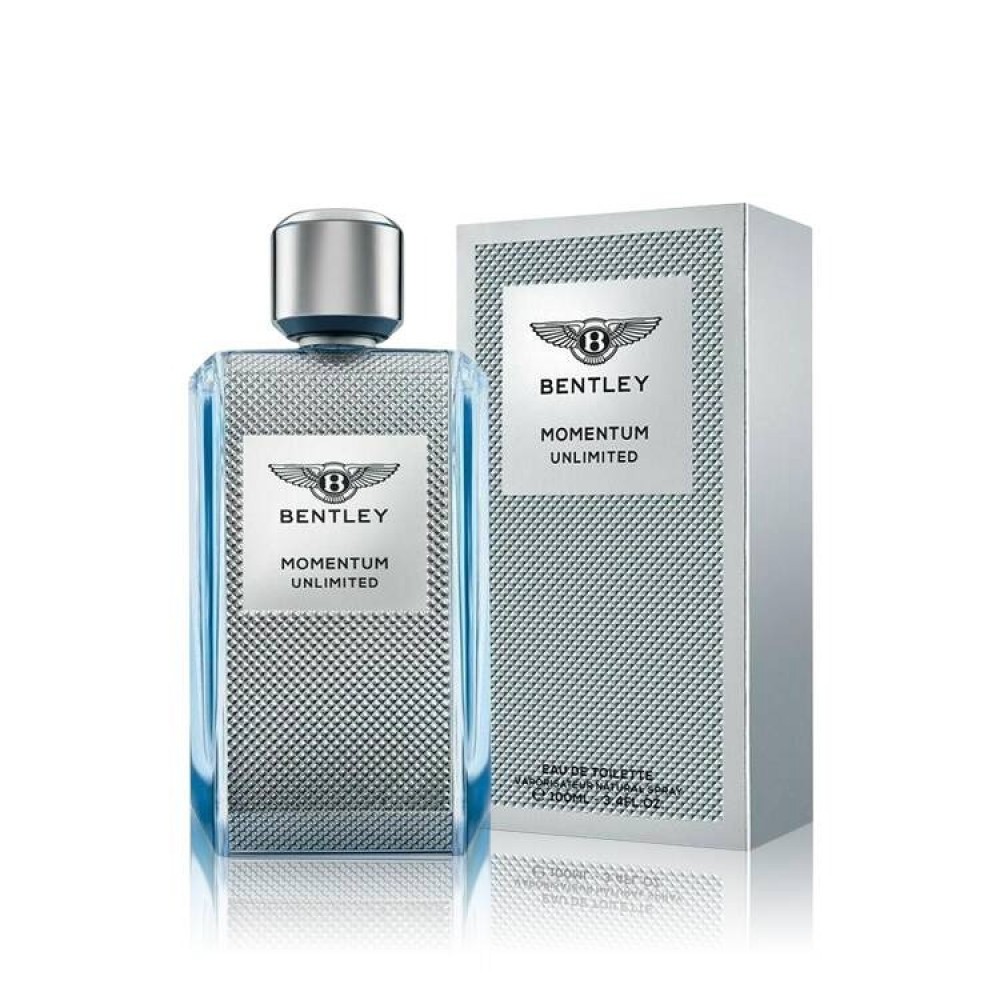 B
BENTLEY
MOMENTUM
UNLIMITED
B
BENTLEY
MOMENTUM
UNLIMITED
EAU DE TOILETTE
VAPORISATEUR NATURAL SPRAY
℮ 100ML - 3.4FL.OZ.